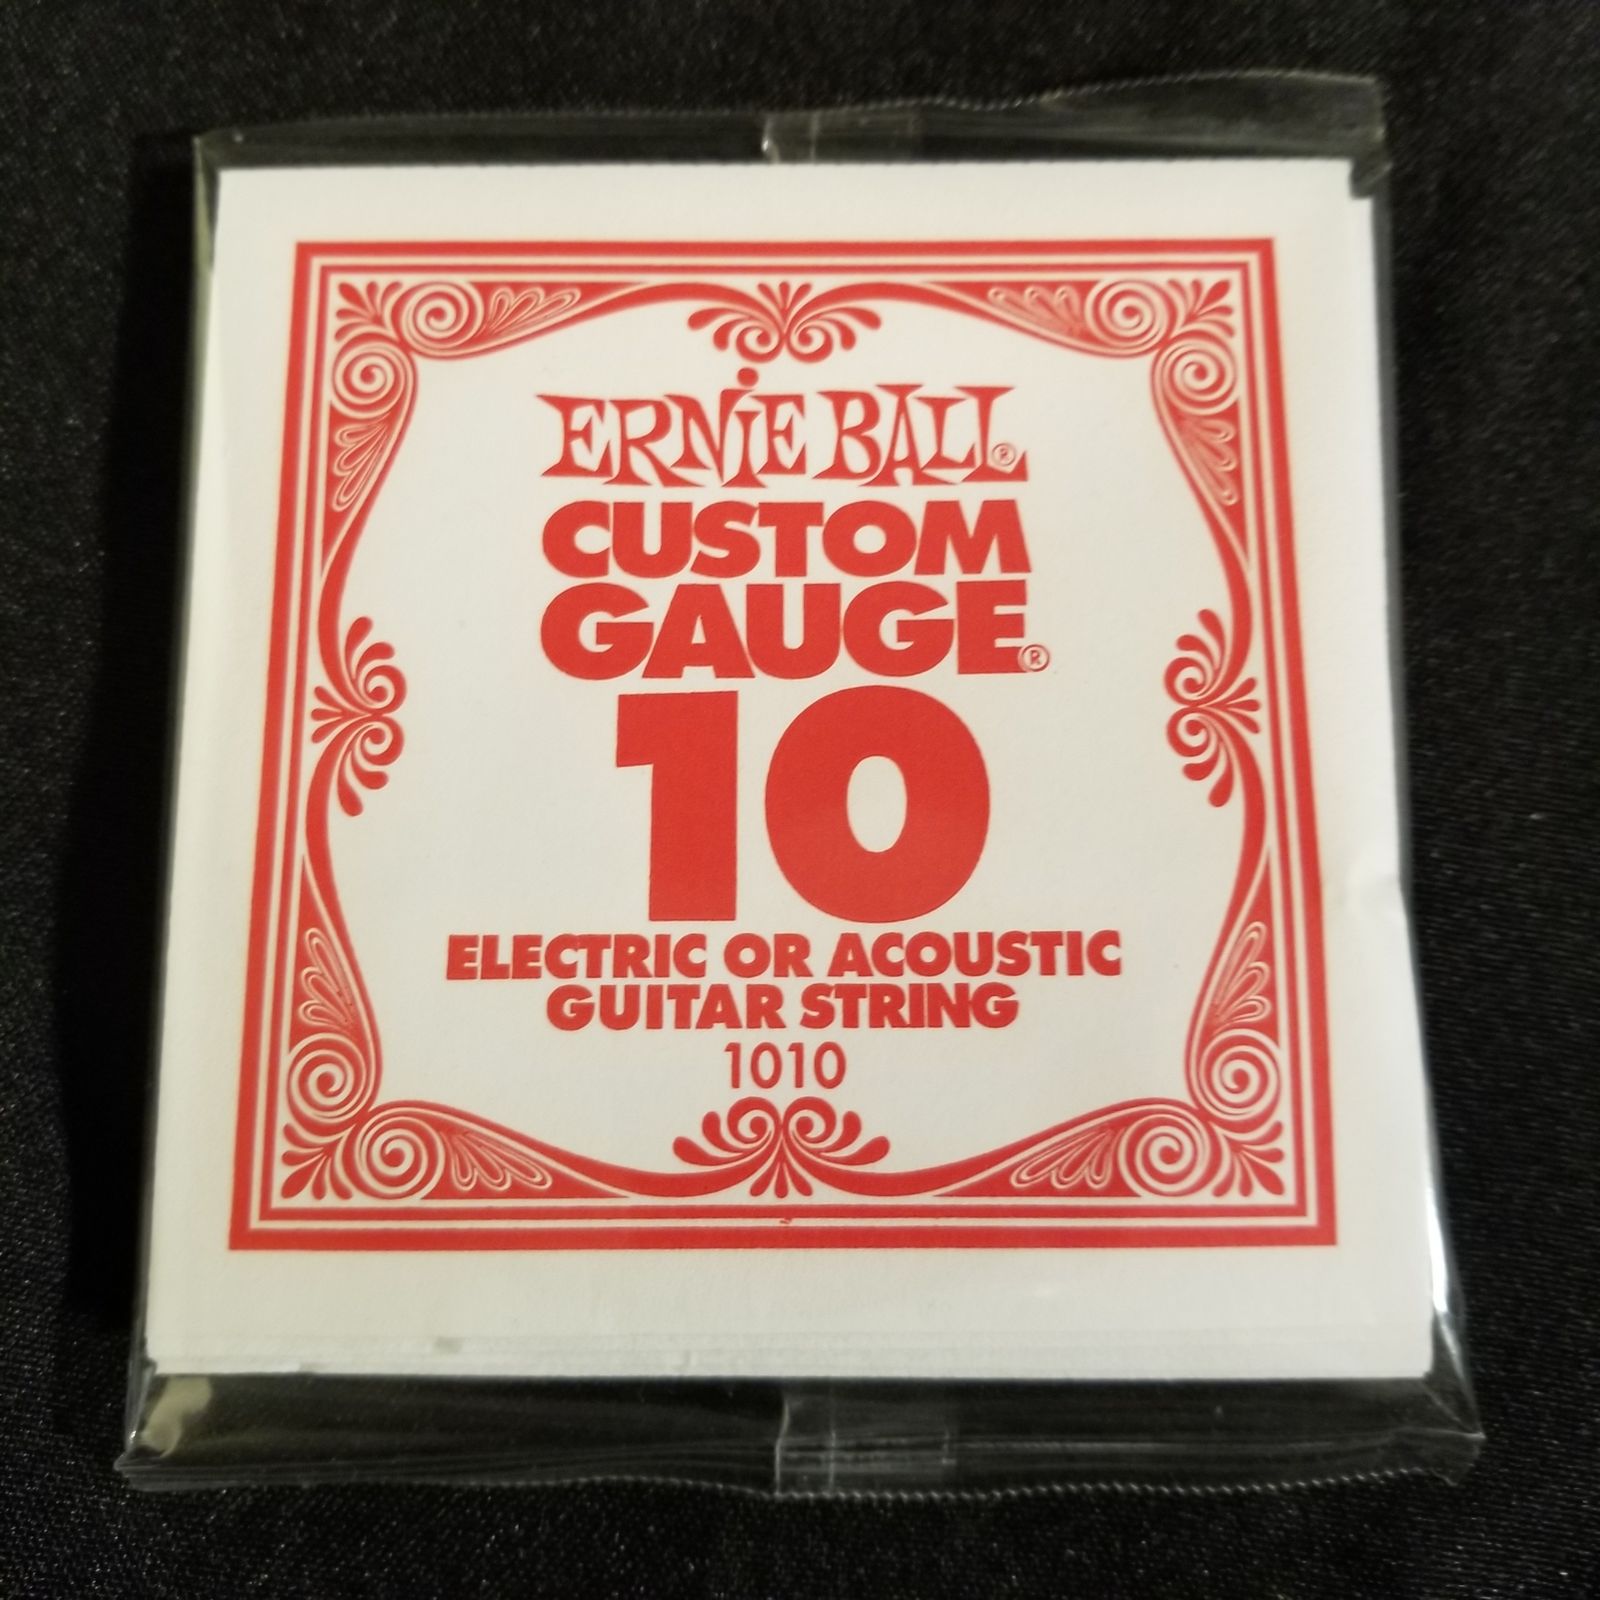 ERNiE BALL®
CUSTOM
GAUGE®
10
ELECTRIC OR ACOUSTIC
GUITAR STRING
1010